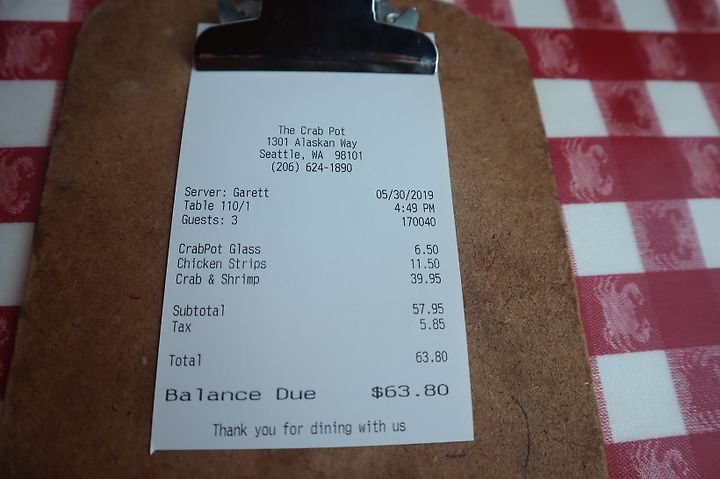 The Crab Pot
1301 Alaskan Way
Seattle, WA 98101
(206) 624-1890
Server: Garett 05/30/2019
Table 110/1 4:49 PM
Guests: 3 170040
CrabPot Glass 6.50
Chicken Strips 11.50
Crab & Shrimp 39.95
Subtotal 57.95
Tax 5.85
Total 63.80
Balance Due $63.80
Thank you for dining with us